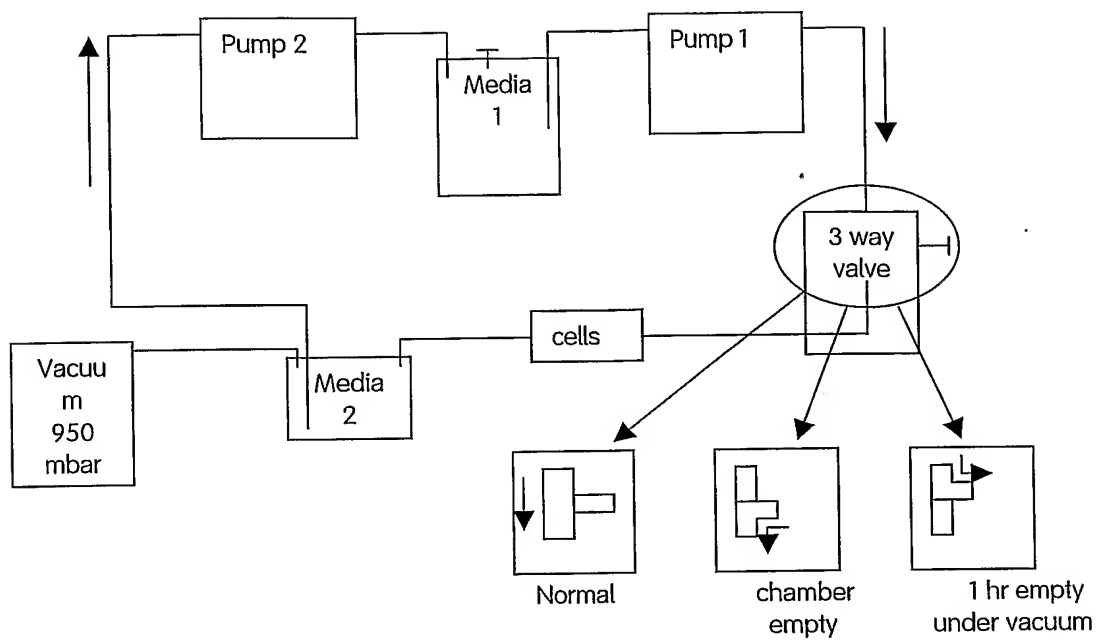 Pump 2
Media
1
Pump 1
3 way
valve
cells
Vacuu
m
950
mbar
Media
2
Normal
chamber
empty
1 hr empty
under vacuum